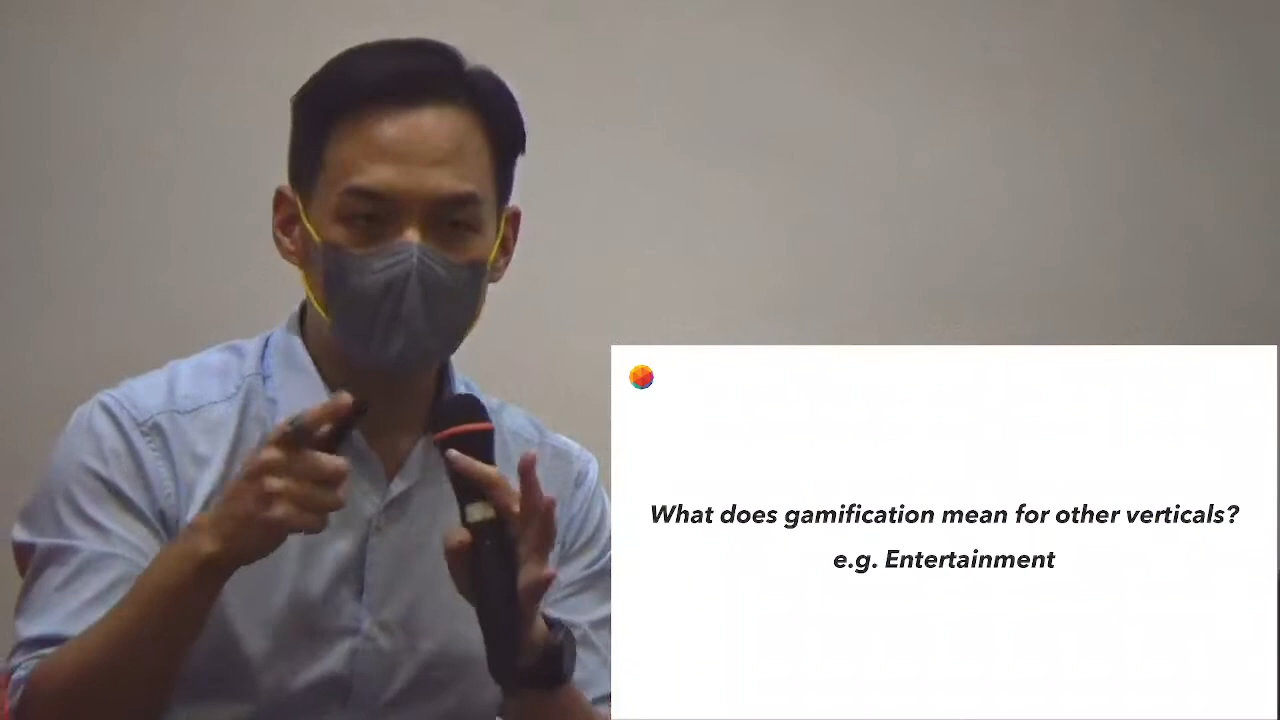 What does gamification mean for other verticals?
e.g. Entertainment